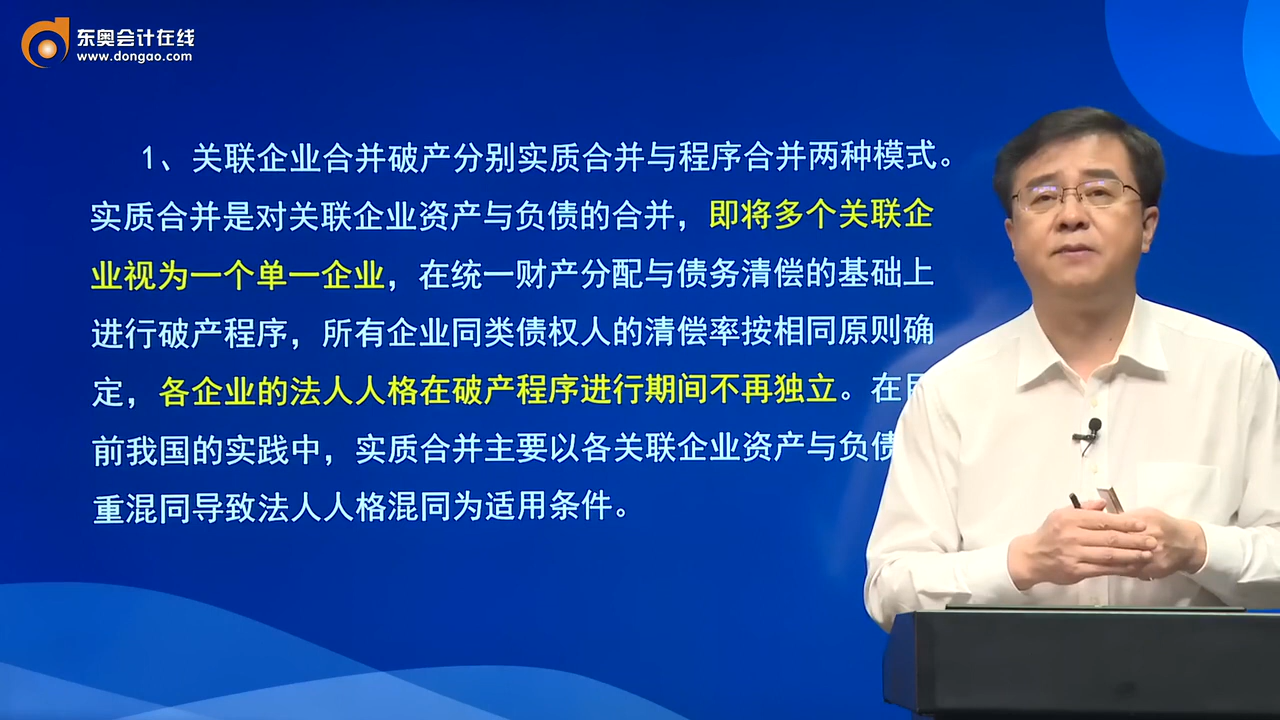 东奥会计在线
www.dongao.com
1、关联企业合并破产分别实质合并与程序合并两种模式。
实质合并是对关联企业资产与负债的合并，即将多个关联企
业视为一个单一企业，在统一财产分配与债务清偿的基础上
进行破产程序，所有企业同类债权人的清偿率按相同原则确
定，各企业的法人人格在破产程序进行期间不再独立。在
前我国的实践中，实质合并主要以各关联企业资产与负债
重混同导致法人人格混同为适用条件。